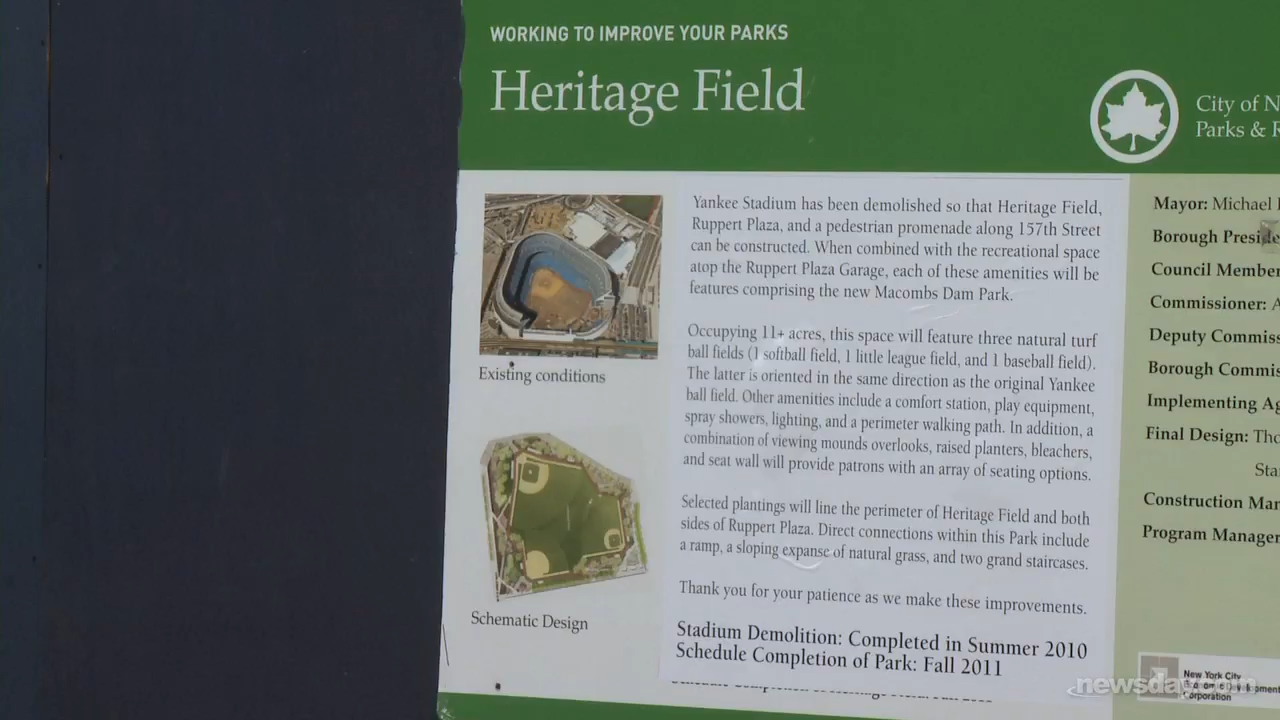 WORKING TO IMPROVE YOUR PARKS
Heritage Field
City of N
Parks & R
Yankee Stadium has been demolished so that Heritage Field,
Ruppert Plaza, and a pedestrian promenade along 157th Street
can be constructed. When combined with the recreational space
atop the Ruppert Plaza Garage, each of these amenities will be
features comprising the new Macombs Dam Park.
Occupying 11+ acres, this space will feature three natural turf
ball fields (1 softball field, 1 little league field, and 1 baseball field).
The latter is oriented in the same direction as the original Yankee
ball field. Other amenities include a comfort station, play equipment,
spray showers, lighting, and a perimeter walking path. In addition, a
combination of viewing mounds overlooks, raised planters, bleachers,
and seat wall will provide patrons with an array of seating options.
Selected plantings will line the perimeter of Heritage Field and both
sides of Ruppert Plaza. Direct connections within this Park include
a ramp, a sloping expanse of natural grass, and two grand staircases.
Thank you for your patience as we make these improvements.
Stadium Demolition: Completed in Summer 2010
Schedule Completion of Park: Fall 2011
Existing conditions
Schematic Design
Mayor: Michael
Borough Preside
Council Member
Commissioner: A
Deputy Commis
Borough Commis
Implementing Ag
Final Design: Tho
Sta
Construction Man
Program Manager
New York City
Economic Development
Corporation
newsday.com